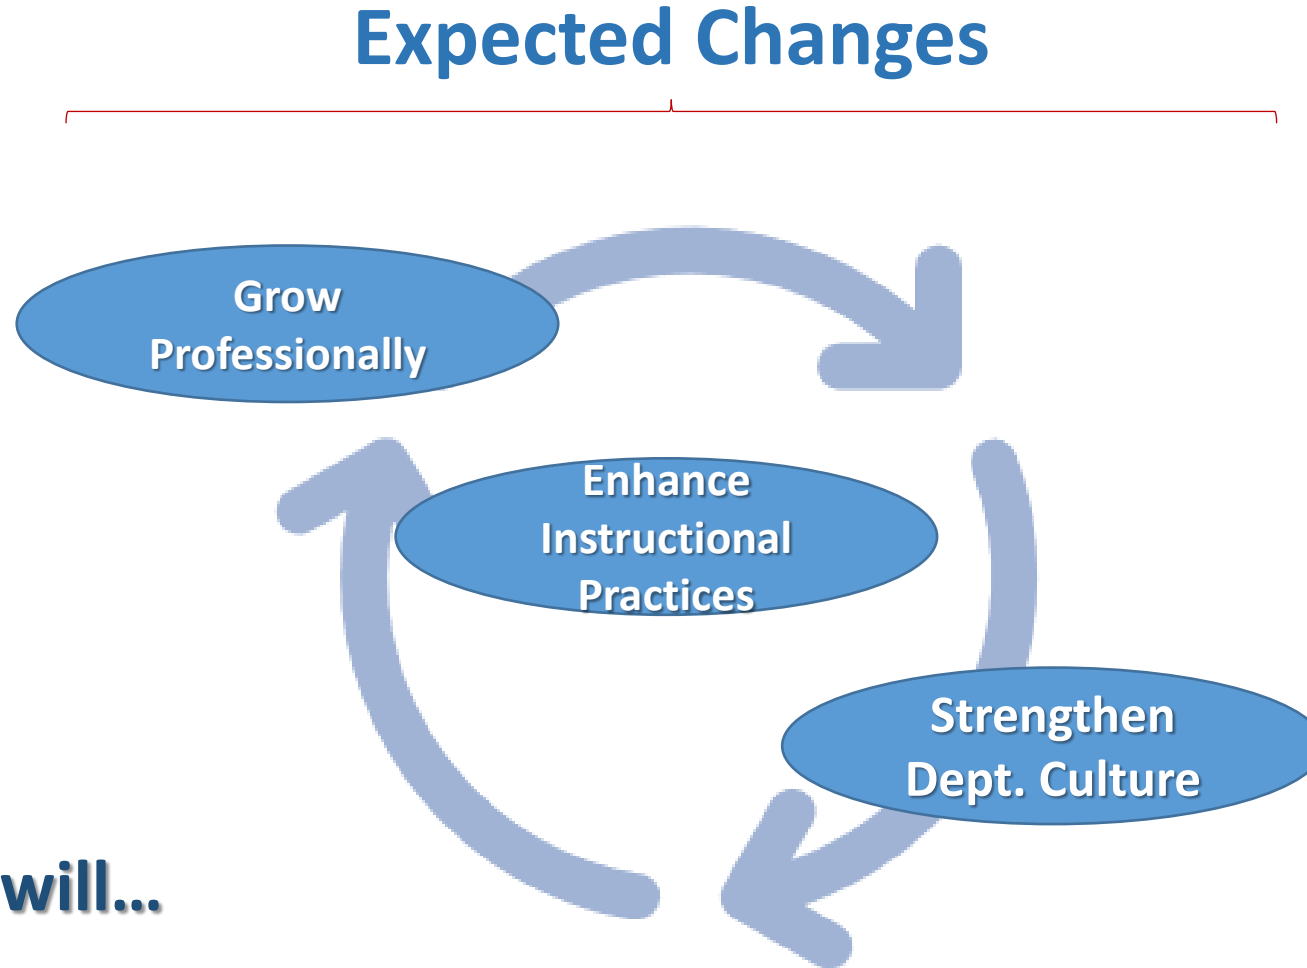 Expected Changes
Grow
Professionally
Enhance
Instructional
Practices
Strengthen
Dept. Culture
will...